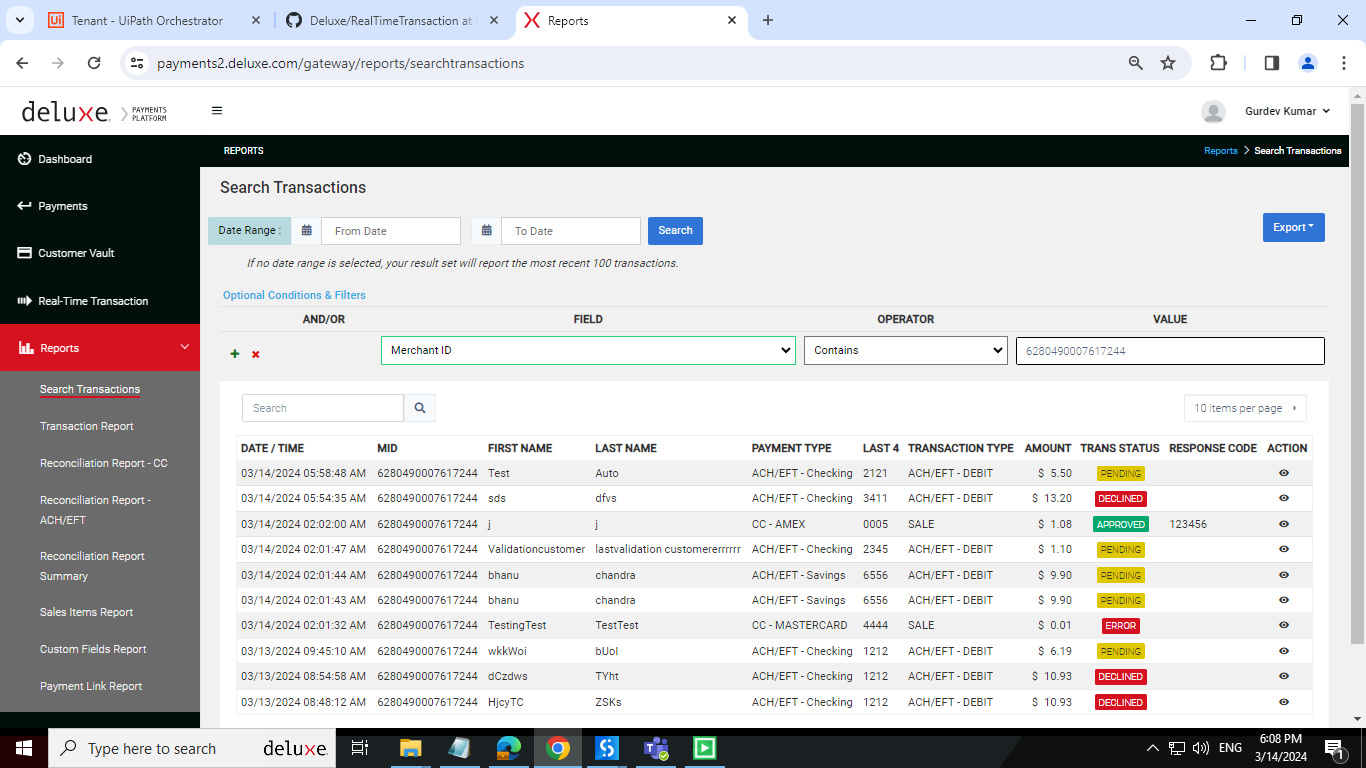 Tenant - UiPath Orchestrator
Deluxe/RealTimeTransaction at
Reports
payments2.deluxe.com/gateway/reports/searchtransactions
deluxe. PAYMENTS PLATFORM
Gurdev Kumar
Dashboard
Payments
Customer Vault
Real-Time Transaction
Reports
Search Transactions
Transaction Report
Reconciliation Report - CC
Reconciliation Report - ACH/EFT
Reconciliation Report Summary
Sales Items Report
Custom Fields Report
Payment Link Report
REPORTS
Reports > Search Transactions
Search Transactions
Date Range : From Date To Date Search Export
If no date range is selected, your result set will report the most recent 100 transactions.
Optional Conditions & Filters
AND/OR FIELD OPERATOR VALUE
Merchant ID Contains 6280490007617244
Search 10 items per page
DATE / TIME MID FIRST NAME LAST NAME PAYMENT TYPE LAST 4 TRANSACTION TYPE AMOUNT TRANS STATUS RESPONSE CODE ACTION
03/14/2024 05:58:48 AM 6280490007617244 Test Auto ACH/EFT - Checking 2121 ACH/EFT - DEBIT $ 5.50 PENDING
03/14/2024 05:54:35 AM 6280490007617244 sds dfvs ACH/EFT - Checking 3411 ACH/EFT - DEBIT $ 13.20 DECLINED
03/14/2024 02:02:00 AM 6280490007617244 j j CC - AMEX 0005 SALE $ 1.08 APPROVED 123456
03/14/2024 02:01:47 AM 6280490007617244 Validationcustomer lastvalidation customererrrrrr ACH/EFT - Checking 2345 ACH/EFT - DEBIT $ 1.10 PENDING
03/14/2024 02:01:44 AM 6280490007617244 bhanu chandra ACH/EFT - Savings 6556 ACH/EFT - DEBIT $ 9.90 PENDING
03/14/2024 02:01:43 AM 6280490007617244 bhanu chandra ACH/EFT - Savings 6556 ACH/EFT - DEBIT $ 9.90 PENDING
03/14/2024 02:01:32 AM 6280490007617244 TestingTest TestTest CC - MASTERCARD 4444 SALE $ 0.01 ERROR
03/13/2024 09:45:10 AM 6280490007617244 wkkWoi bUol ACH/EFT - Checking 1212 ACH/EFT - DEBIT $ 6.19 PENDING
03/13/2024 08:54:58 AM 6280490007617244 dCzdws TYht ACH/EFT - Checking 1212 ACH/EFT - DEBIT $ 10.93 DECLINED
03/13/2024 08:48:12 AM 6280490007617244 HjcyTC ZSKs ACH/EFT - Checking 1212 ACH/EFT - DEBIT $ 10.93 DECLINED
Type here to search deluxe.
ENG
6:08 PM
3/14/2024
1